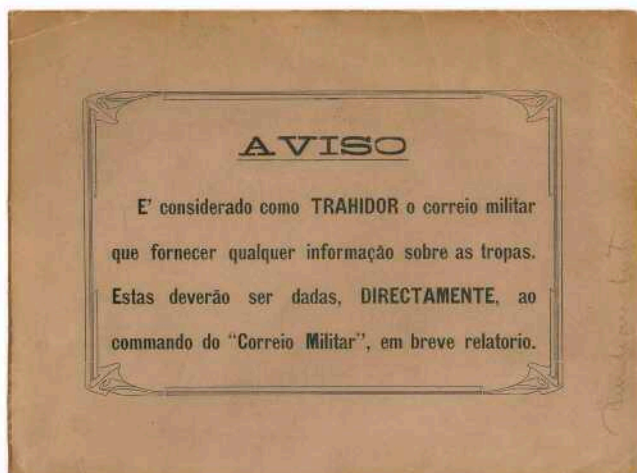 AVISO
E' considerado como TRAHIDOR o correio militar
que fornecer qualquer informação sobre as tropas.
Estas deverão ser dadas, DIRECTAMENTE, ao
commando do "Correio Militar", em breve relatorio.